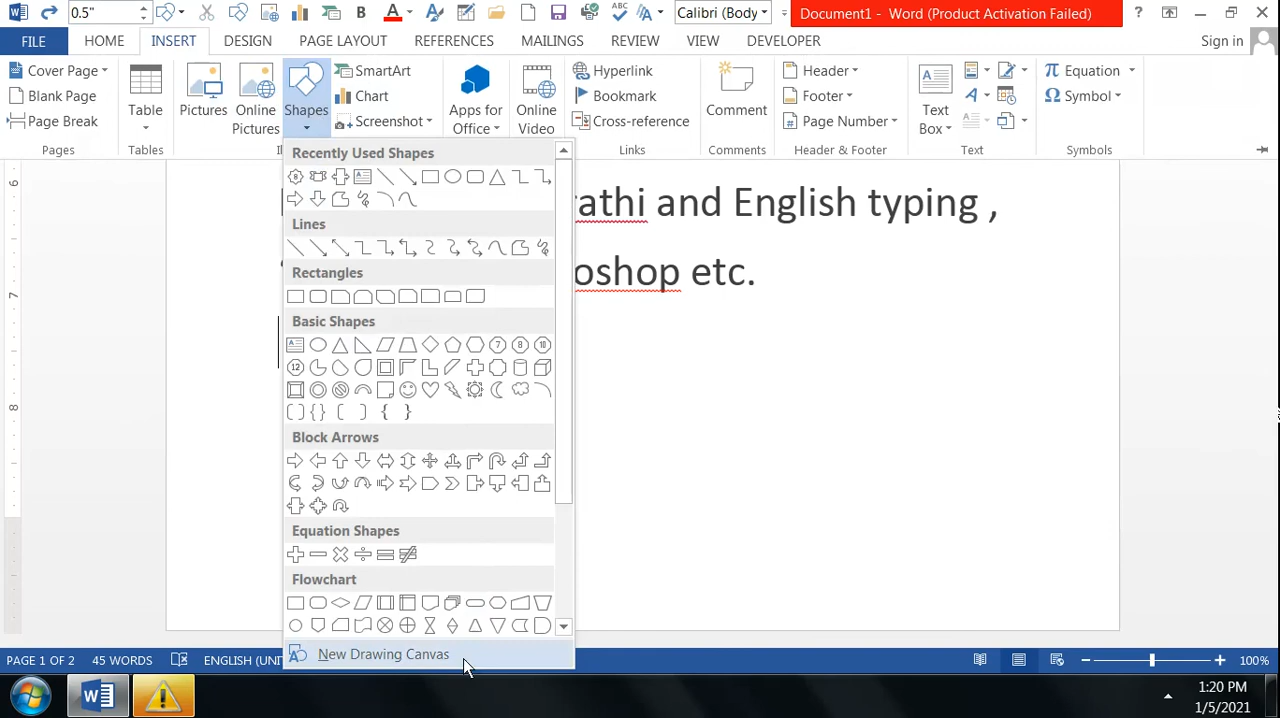 0.5"
B
A
Calibri (Body
Document1 - Word (Product Activation Failed)
?
FILE
HOME
INSERT
DESIGN
PAGE LAYOUT
REFERENCES
MAILINGS
REVIEW
VIEW
DEVELOPER
Sign in
Cover Page
Blank Page
Page Break
Pages
Table
Tables
Pictures
Online
Pictures
Shapes
SmartArt
Chart
Screenshot
Apps for
Office
Online
Video
Hyperlink
Bookmark
Cross-reference
Links
Comment
Comments
Header
Footer
Page Number
Header & Footer
Text
Box
Text
π Equation
Ω Symbol
Symbols
Recently Used Shapes
Lines
Rectangles
Basic Shapes
Block Arrows
Equation Shapes
Flowchart
New Drawing Canvas
rathi and English typing ,
oshop etc.
6
7
8
PAGE 1 OF 2
45 WORDS
ENGLISH (UNI
100%
1:20 PM
1/5/2021